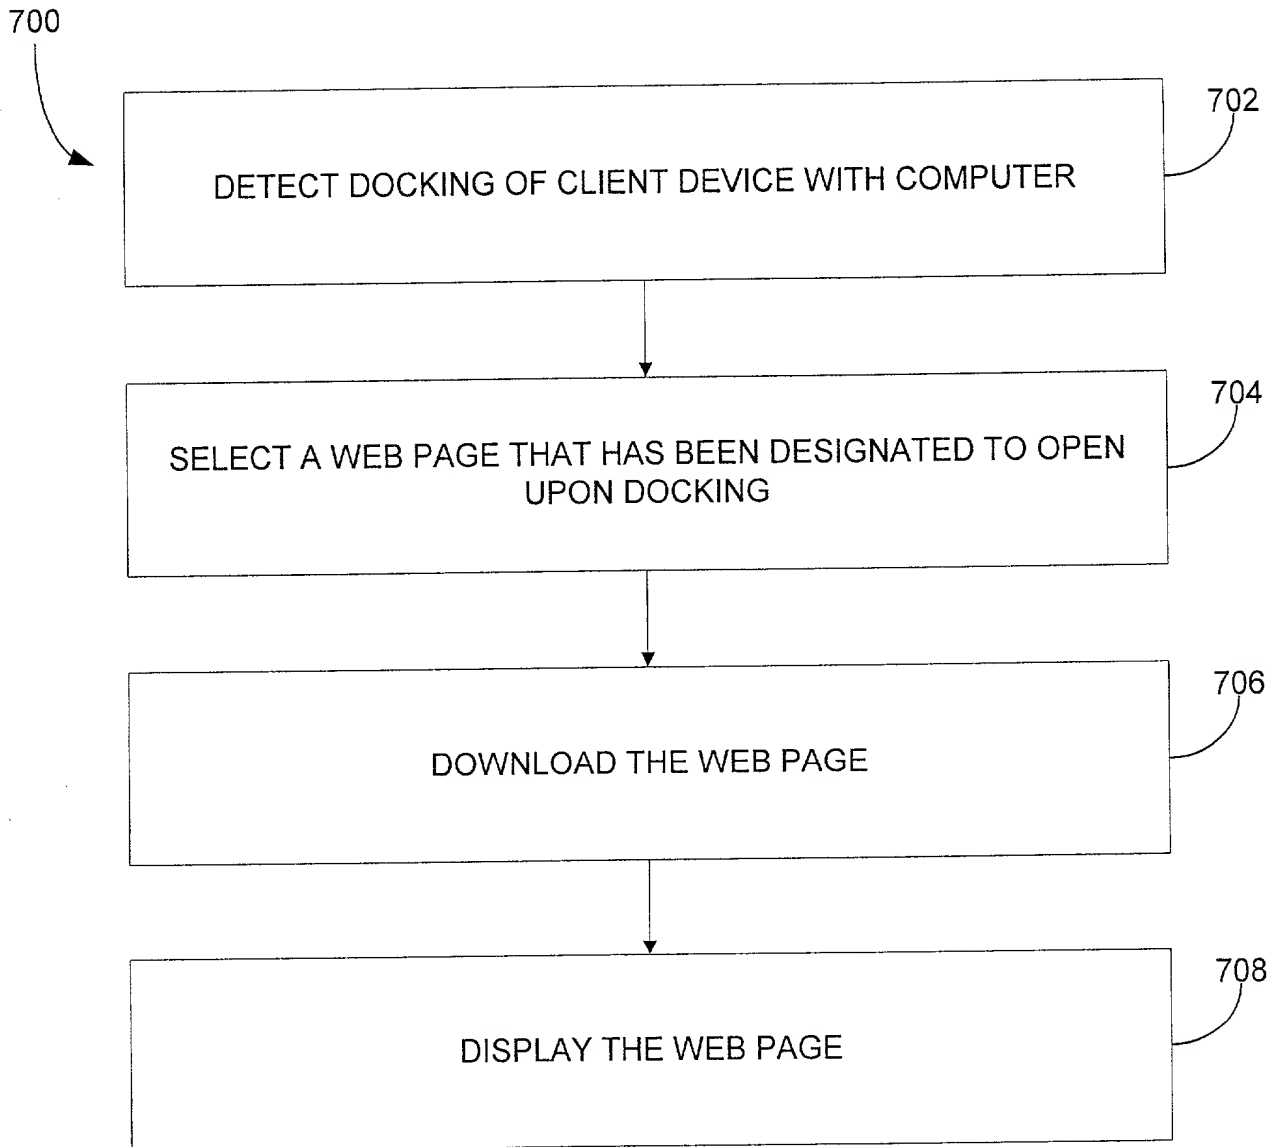 700
702
DETECT DOCKING OF CLIENT DEVICE WITH COMPUTER
704
SELECT A WEB PAGE THAT HAS BEEN DESIGNATED TO OPEN
UPON DOCKING
706
DOWNLOAD THE WEB PAGE
708
DISPLAY THE WEB PAGE